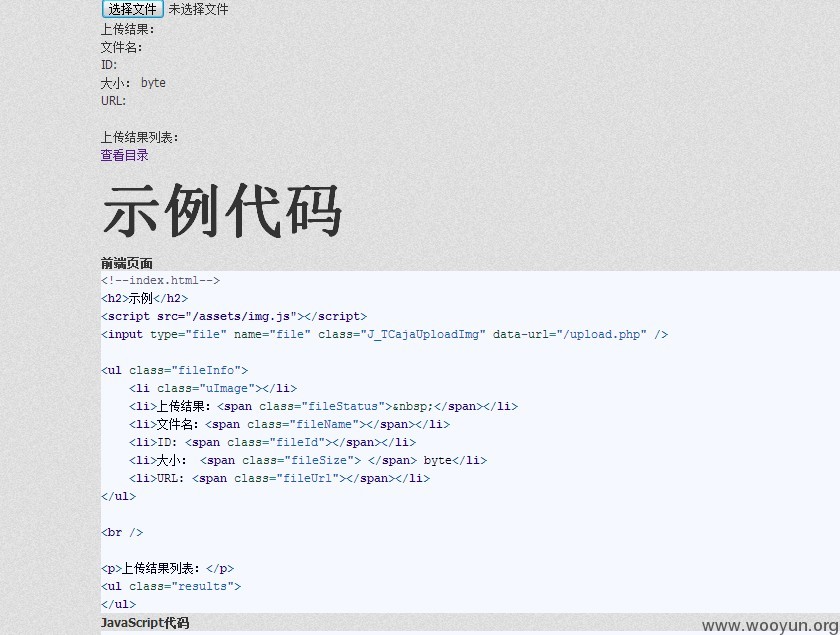 选择文件 未选择文件
上传结果：
文件名：
ID:
大小： byte
URL:
上传结果列表：
查看目录
示例代码
前端页面
<!--index.html-->
<h2>示例</h2>
<script src="/assets/img.js"></script>
<input type="file" name="file" class="J_TCajaUploadImg" data-url="/upload.php" />
<ul class="fileInfo">
    <li class="uImage"></li>
    <li>上传结果：<span class="fileStatus">&nbsp;</span></li>
    <li>文件名：<span class="fileName"></span></li>
    <li>ID：<span class="fileId"></span></li>
    <li>大小： <span class="fileSize"> </span> byte</li>
    <li>URL：<span class="fileUrl"></span></li>
</ul>
<br />
<p>上传结果列表：</p>
<ul class="results">
</ul>
JavaScript代码
www.wooyun.org